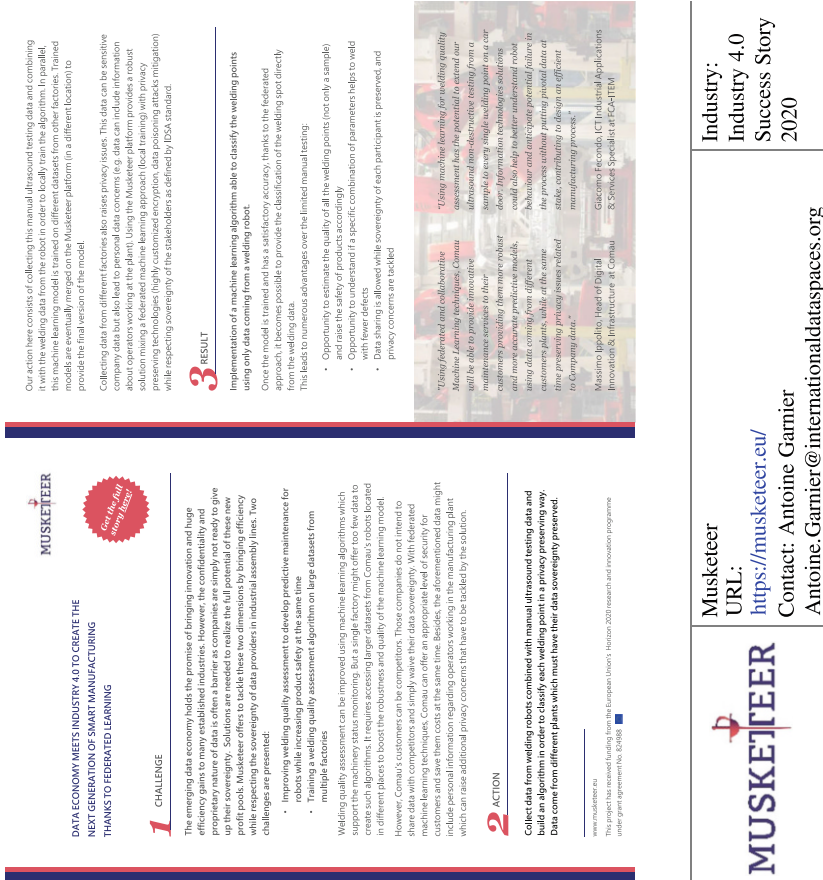 MUSKETEER
Musketeer
URL:
https://musketeer.eu/
Contact: Antoine Garnier
Antoine.Garnier@internationaldataspaces.org
Industry:
Industry 4.0
Success Story
2020
MUSKETEER
Get the full
story here!
DATA ECONOMY MEETS INDUSTRY 4.0 TO CREATE THE
NEXT GENERATION OF SMART MANUFACTURING
THANKS TO FEDERATED LEARNING
1 CHALLENGE
The emerging data economy holds the promise of bringing innovation and huge
efficiency gains to many established industries. However, the confidentiality and
proprietary nature of data is often a barrier as companies are simply not ready to give
up their sovereignty. Solutions are needed to realize the full potential of these new
profit pools. Musketeer offers to tackle these two dimensions by bringing efficiency
while respecting the sovereignty of data providers in industrial assembly lines. Two
challenges are presented:
• Improving welding quality assessment to develop predictive maintenance for
robots while increasing product safety at the same time
• Training a welding quality assessment algorithm on large datasets from
multiple factories
Welding quality assessment can be improved using machine learning algorithms which
support the machinery status monitoring. But a single factory might offer too few data to
create such algorithms. It requires accessing larger datasets from Comau's robots located
in different places to boost the robustness and quality of the machine learning model.
However, Comau's customers can be competitors. Those companies do not intend to
share data with competitors and simply waive their data sovereignty. With federated
machine learning techniques, Comau can offer an appropriate level of security for
customers and save them costs at the same time. Besides, the aforementioned data might
include personal information regarding operators working in the manufacturing plant
which can raise additional privacy concerns that have to be tackled by the solution.
2 ACTION
Collect data from welding robots combined with manual ultrasound testing data and
build an algorithm in order to classify each welding point in a privacy preserving way.
Data come from different plants which must have their data sovereignty preserved.
www.musketeer.eu
This project has received funding from the European Union's Horizon 2020 research and innovation programme
under grant agreement No. 824988
Our action here consists of collecting this manual ultrasound testing data and combining
it with the welding data from the robot in order to locally train the algorithm. In parallel,
this machine learning model is trained on different datasets from other factories. Trained
models are eventually merged on the Musketeer platform (in a different location) to
provide the final version of the model.
Collecting data from different factories also raises privacy issues. This data can be sensitive
company data but also lead to personal data concerns (e.g. data can include information
about operators working at the plant). Using the Musketeer platform provides a robust
solution mixing a federated machine learning approach (local training) with privacy
preserving technologies (highly customized encryption, data poisoning attacks mitigation)
while respecting sovereignty of the stakeholders as defined by IDSA standard.
3 RESULT
Implementation of a machine learning algorithm able to classify the welding points
using only data coming from a welding robot.
Once the model is trained and has a satisfactory accuracy, thanks to the federated
approach, it becomes possible to provide the classification of the welding spot directly
from the welding data.
This leads to numerous advantages over the limited manual testing:
• Opportunity to estimate the quality of all the welding points (not only a sample)
and raise the safety of products accordingly
• Opportunity to understand if a specific combination of parameters helps to weld
with fewer defects
• Data sharing is allowed while sovereignty of each participant is preserved, and
privacy concerns are tackled
"Using federated and collaborative
Machine Learning techniques, Comau
will be able to provide innovative
maintenance services to their
customers providing them more robust
and more accurate predictive models,
using data coming from different
customers plants, while at the same
time preserving privacy issues related
to Company data."
Massimo Ippolito, Head of Digital
Innovation & Infrastructure at Comau
"Using machine learning for welding quality
assessment has the potential to extend our
ultrasound non-destructive testing from a
sample to every single welding point on a car
door. Information technologies solutions
could also help to better understand robot
behaviour and anticipate potential failure in
the process without putting pivotal data at
stake, contributing to design an efficient
manufacturing process."
Giacomo Fecondo, ICT Industrial Applications
& Services Specialist at FCA-ITEM